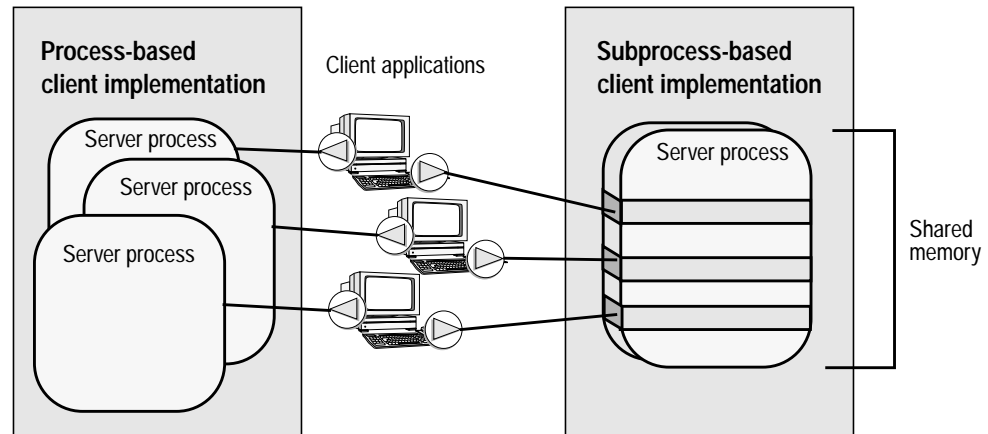 Process-based
client implementation
Server process
Server process
Server process
Client applications
Subprocess-based
client implementation
Server process
Shared
memory